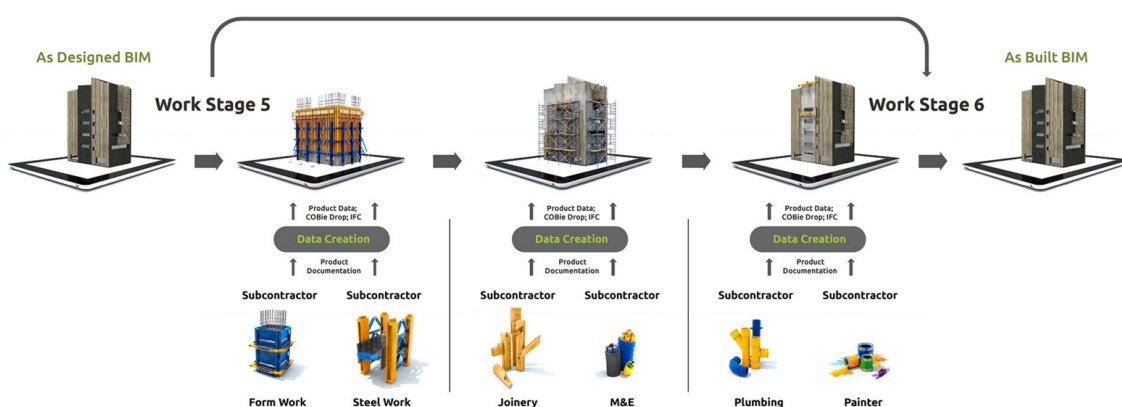 As Designed BIM
As Built BIM
Work Stage 5
Work Stage 6
Product Data;
COBie Drop; IFC
Product Data;
COBie Drop; IFC
Product Data;
COBie Drop; IFC
Data Creation
Data Creation
Data Creation
Product
Documentation
Product
Documentation
Product
Documentation
Subcontractor
Subcontractor
Subcontractor
Subcontractor
Subcontractor
Subcontractor
Form Work
Steel Work
Joinery
M&E
Plumbing
Painter